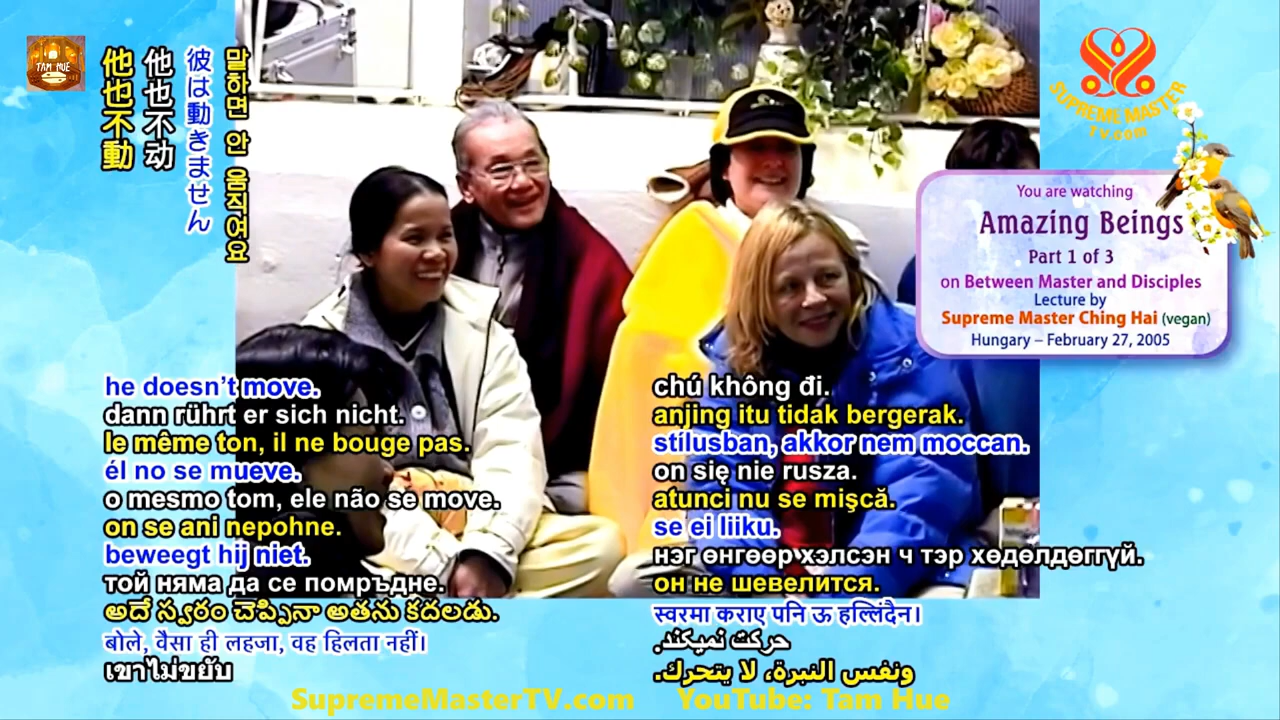 TAM HUE
他也不動
他也不动
彼は動きません
말하면 안 움직여요
SUPREME MASTER
TV.com
You are watching
Amazing Beings
Part 1 of 3
on Between Master and Disciples
Lecture by
Supreme Master Ching Hai (vegan)
Hungary – February 27, 2005
he doesn't move.
dann rührt er sich nicht.
le même ton, il ne bouge pas.
él no se mueve.
o mesmo tom, ele não se move.
on se ani nepohne.
beweegt hij niet.
той няма да се помръдне.
అదే స్వరం చెప్పినా అతను కదలడు.
बोले, वैसा ही लहजा, वह हिलता नहीं।
เขาไม่ขยับ
chú không đi.
anjing itu tidak bergerak.
stílusban, akkor nem moccan.
on się nie rusza.
atunci nu se mişcă.
se ei liiku.
нэг өнгөөр хэлсэн ч тэр хөдөлдөггүй.
он не шевелится.
स्वरमा कराए पनि ऊ हल्लिंदैन।
حرکت نمیکند.
ونفس النبرة، لا يتحرك.
SupremeMasterTV.com YouTube: Tam Hue